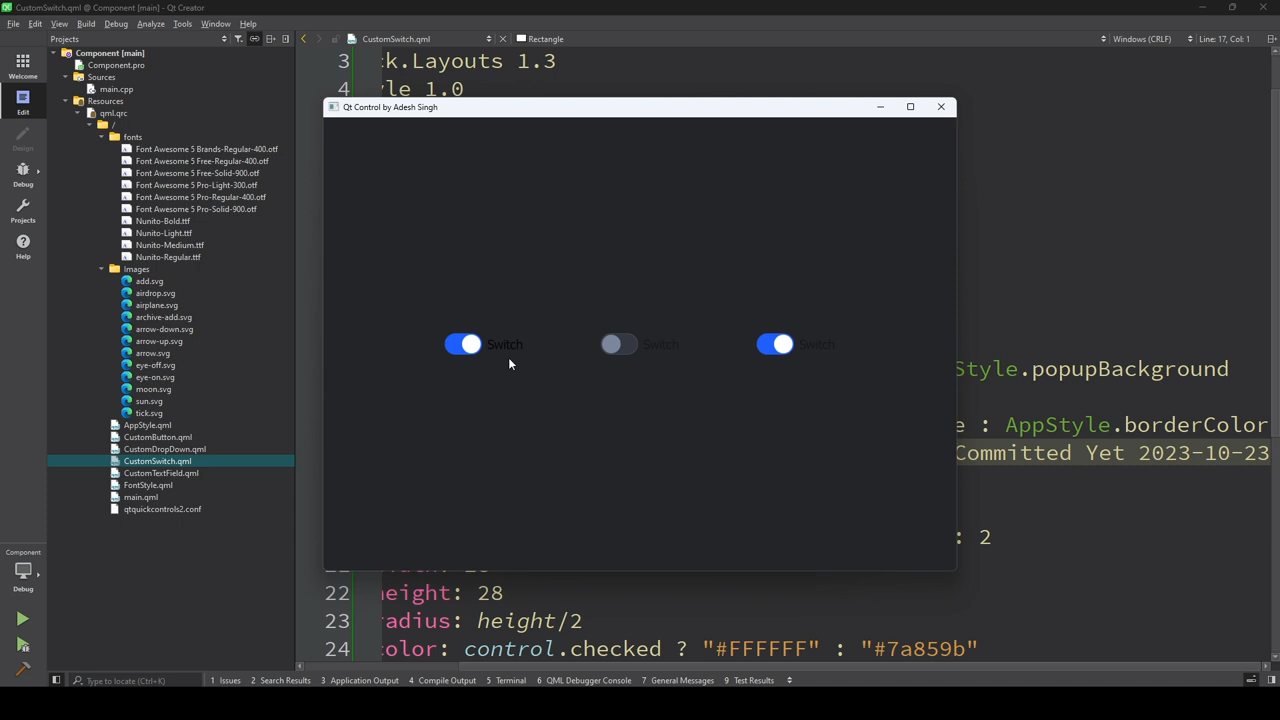 CustomSwitch.qml @ Component [main] - Qt Creator
File Edit View Build Debug Analyze Tools Window Help
Projects
CustomSwitch.qml
Rectangle
Windows (CRLF)
Line: 17, Col: 1
Welcome
Edit
Design
Debug
Projects
Help
Component
Debug
Component [main]
Component.pro
Sources
main.cpp
Resources
qml.qrc
/
fonts
Font Awesome 5 Brands-Regular-400.otf
Font Awesome 5 Free-Regular-400.otf
Font Awesome 5 Free-Solid-900.otf
Font Awesome 5 Pro-Light-300.otf
Font Awesome 5 Pro-Regular-400.otf
Font Awesome 5 Pro-Solid-900.otf
Nunito-Bold.ttf
Nunito-Light.ttf
Nunito-Medium.ttf
Nunito-Regular.ttf
Images
add.svg
airdrop.svg
airplane.svg
archive-add.svg
arrow-down.svg
arrow-up.svg
arrow.svg
eye-off.svg
eye-on.svg
moon.svg
sun.svg
tick.svg
AppStyle.qml
CustomButton.qml
CustomDropDown.qml
CustomSwitch.qml
CustomTextField.qml
FontStyle.qml
main.qml
qtquickcontrols2.conf
3 k.Layouts 1.3
4 le 1.0
Qt Control by Adesh Singh
Switch
Switch
Switch
Style.popupBackground
e : AppStyle.borderColor
Committed Yet 2023-10-23
: 2
22 eight: 28
23 adius: height/2
24 color: control.checked ? "#FFFFFF" : "#7a859b"
Type to locate (Ctrl+K)
1 Issues
2 Search Results
3 Application Output
4 Compile Output
5 Terminal
6 QML Debugger Console
7 General Messages
9 Test Results